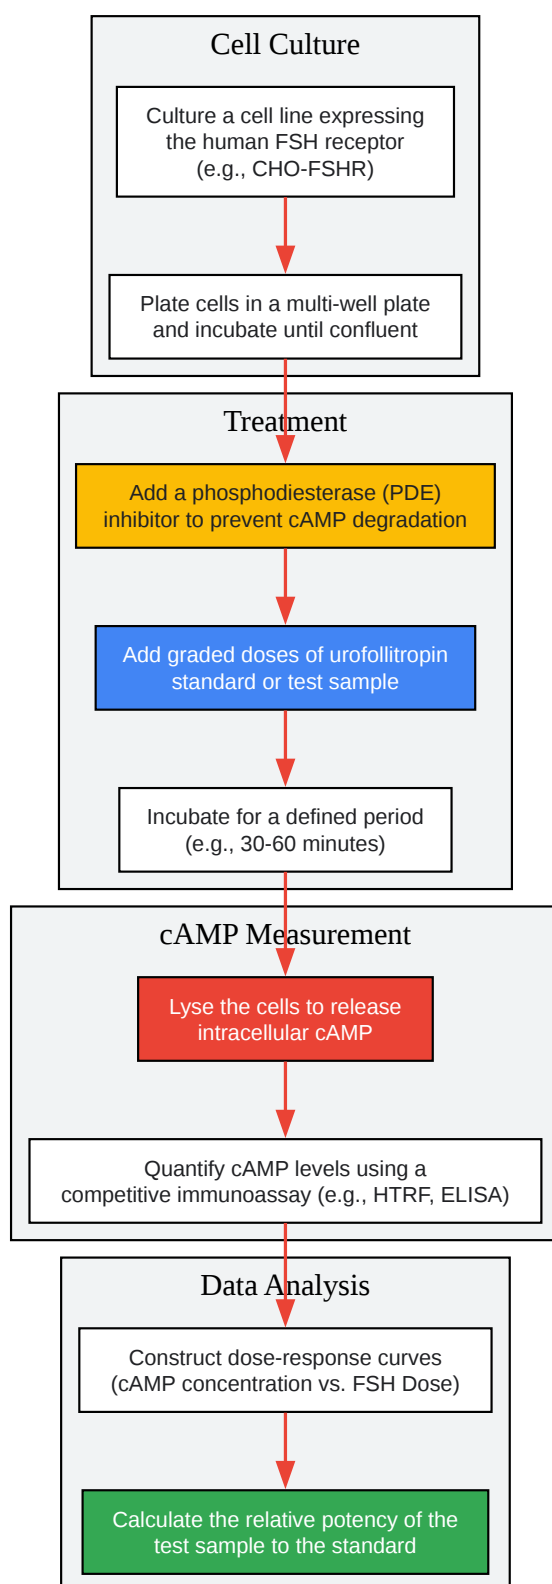 Cell Culture
Culture a cell line expressing
the human FSH receptor
(e.g., CHO-FSHR)
Plate cells in a multi-well plate
and incubate until confluent
Treatment
Add a phosphodiesterase (PDE)
inhibitor to prevent cAMP degradation
Add graded doses of urofollitropin
standard or test sample
Incubate for a defined period
(e.g., 30-60 minutes)
cAMP Measurement
Lyse the cells to release
intracellular cAMP
Quantify cAMP levels using a
competitive immunoassay (e.g., HTRF, ELISA)
Data Analysis
Construct dose-response curves
(cAMP concentration vs. FSH Dose)
Calculate the relative potency of the
test sample to the standard